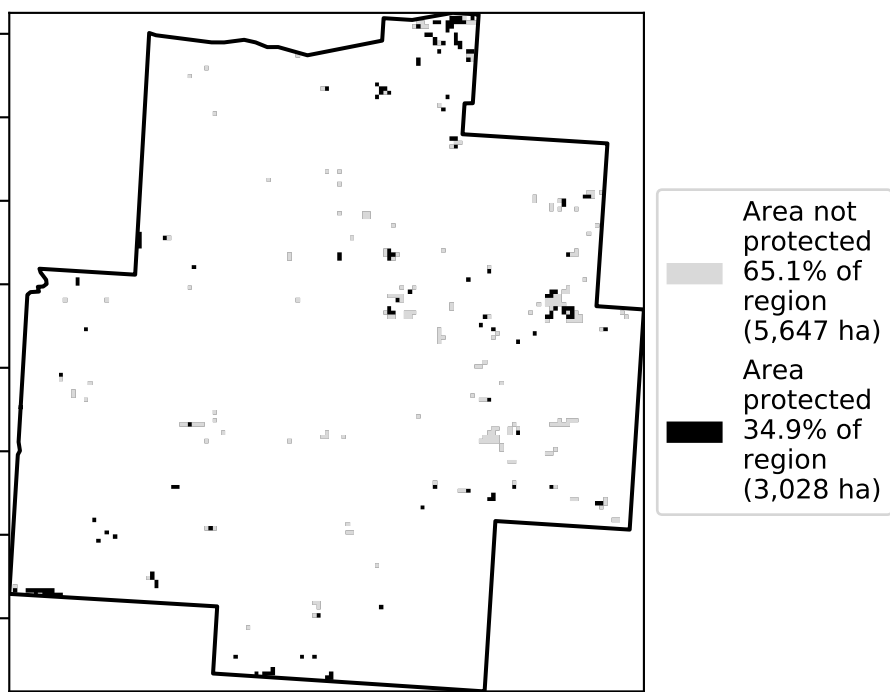 Area not
protected
65.1% of
region
(5,647 ha)
Area
protected
34.9% of
region
(3,028 ha)